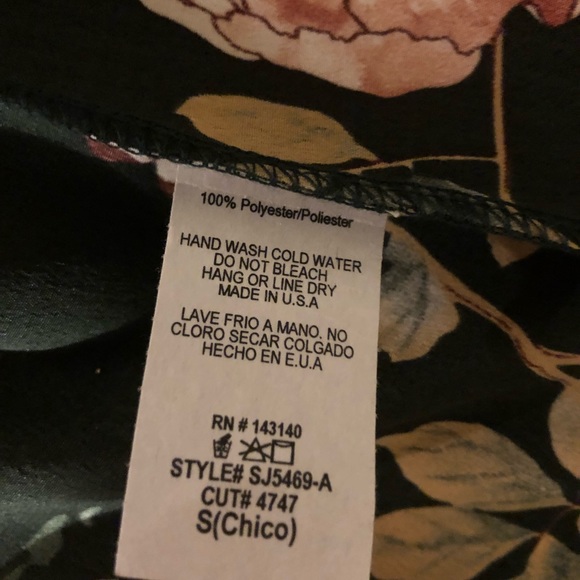 100% Polyester/Poliester
HAND WASH COLD WATER
DO NOT BLEACH
HANG OR LINE DRY
MADE IN U.S.A
LAVE FRIO A MANO, NO
CLORO SECAR COLGADO
HECHO EN E.U.A
RN # 143140
STYLE# SJ5469-A
CUT# 4747
S(Chico)